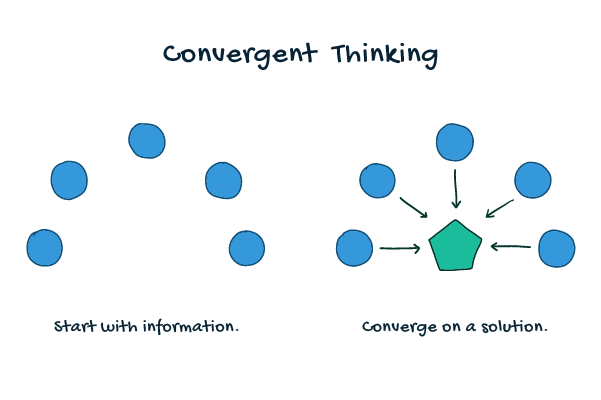 Convergent Thinking
Start with information.
Converge on a solution.